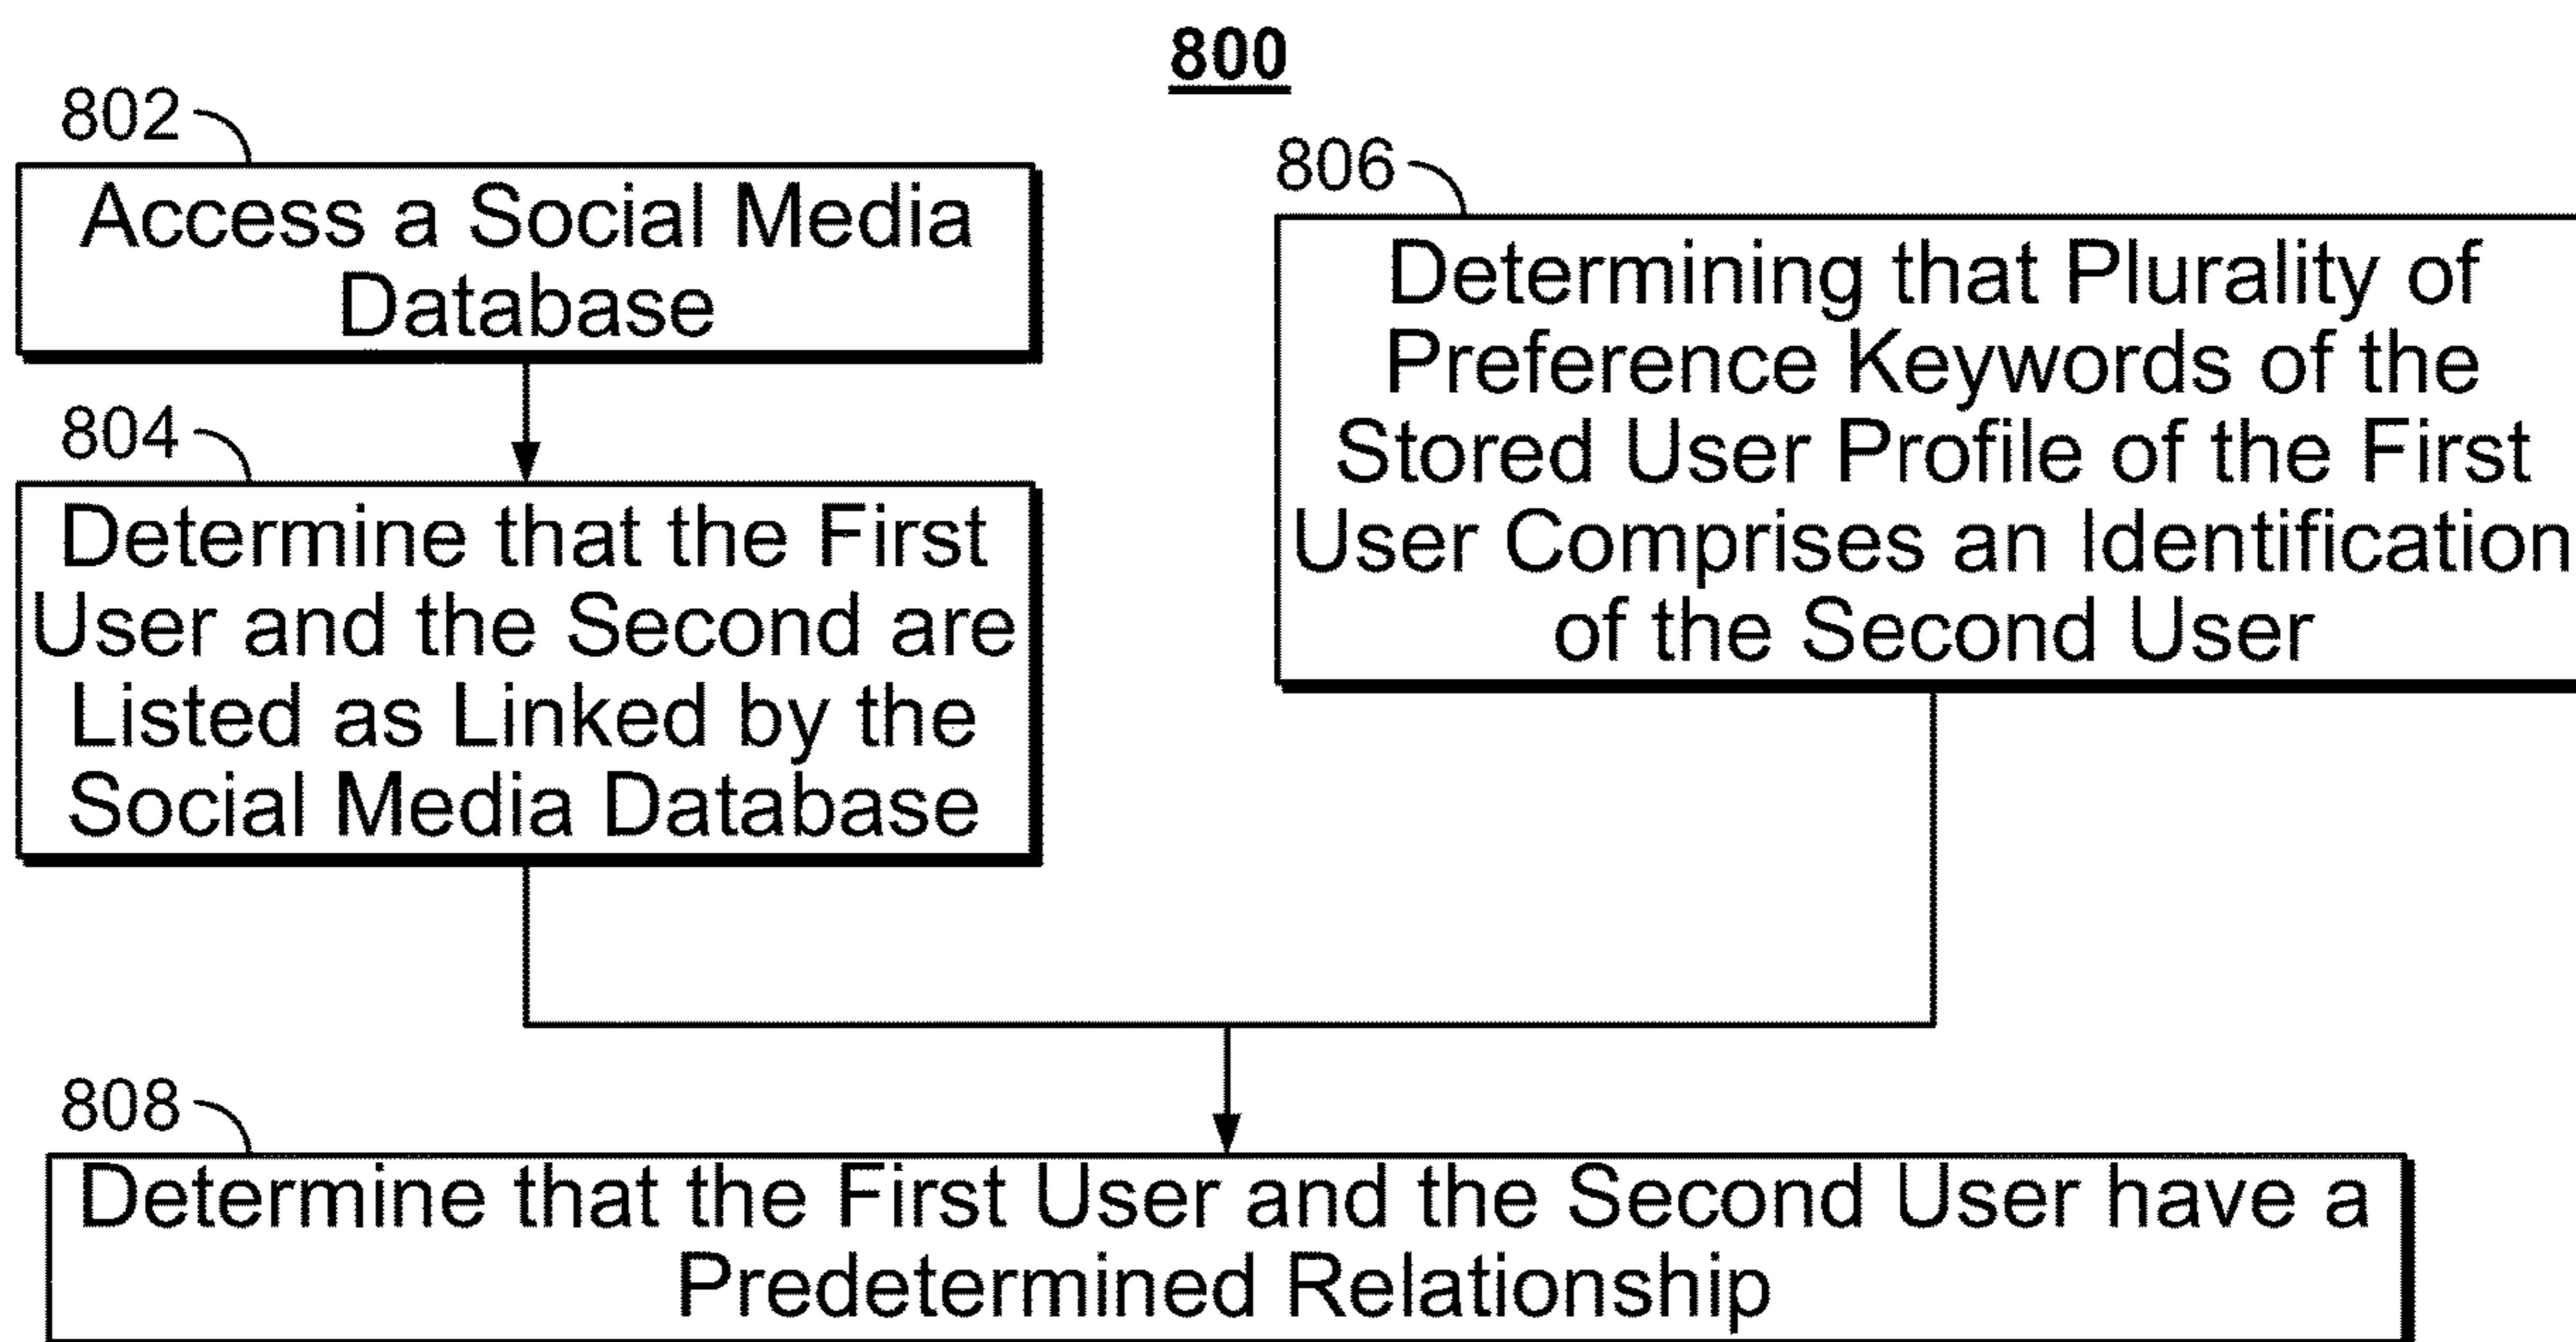 800
802
Access a Social Media
Database
804
Determine that the First
User and the Second are
Listed as Linked by the
Social Media Database
806
Determining that Plurality of
Preference Keywords of the
Stored User Profile of the First
User Comprises an Identification
of the Second User
808
Determine that the First User and the Second User have a
Predetermined Relationship